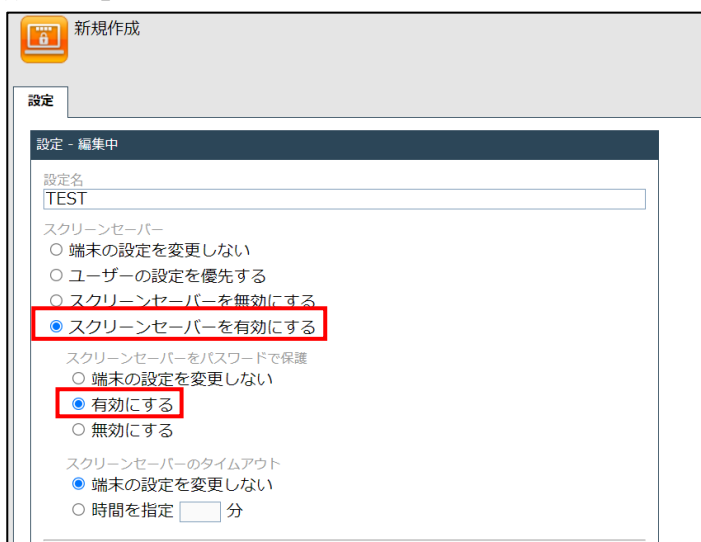 新規作成
設定
設定 - 編集中
設定名
TEST
スクリーンセーバー
端末の設定を変更しない
ユーザーの設定を優先する
スクリーンセーバーを無効にする
スクリーンセーバーを有効にする
スクリーンセーバーをパスワードで保護
端末の設定を変更しない
有効にする
無効にする
スクリーンセーバーのタイムアウト
端末の設定を変更しない
時間を指定 分